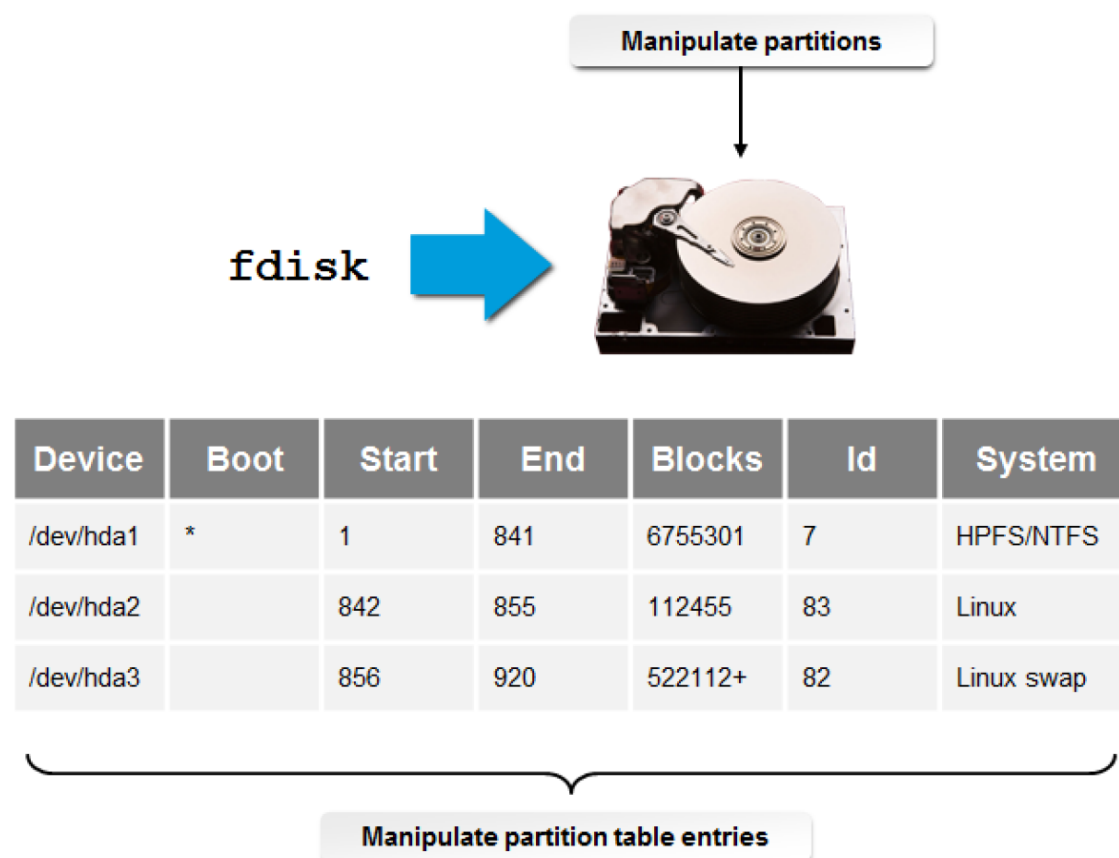 Manipulate partitions
fdisk
Device Boot Start End Blocks Id System
/dev/hda1 * 1 841 6755301 7 HPFS/NTFS
/dev/hda2 842 855 112455 83 Linux
/dev/hda3 856 920 522112+ 82 Linux swap
Manipulate partition table entries